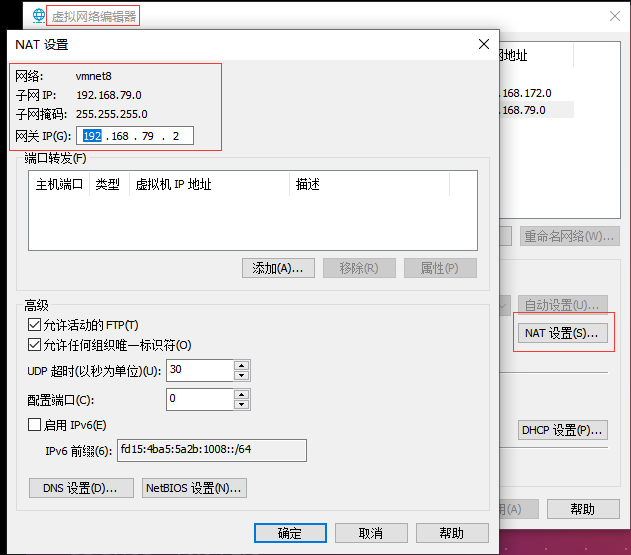 虚拟网络编辑器
NAT 设置
网络: vmnet8
子网 IP: 192.168.79.0
子网掩码: 255.255.255.0
网关 IP(G): 192 . 168 . 79 . 2
端口转发(F)
主机端口 类型 虚拟机 IP 地址 描述
添加(A)... 移除(R) 属性(P)
高级
允许活动的 FTP(T)
允许任何组织唯一标识符(O)
UDP 超时(以秒为单位)(U): 30
配置端口(C): 0
启用 IPv6(E)
IPv6 前缀(6): fd15:4ba5:5a2b:1008::/64
DNS 设置(D)... NetBIOS 设置(N)...
确定 取消 帮助
地址
.168.172.0
.168.79.0
重命名网络(W)...
自动设置(U)...
NAT 设置(S)...
DHCP 设置(P)...
(A) 帮助